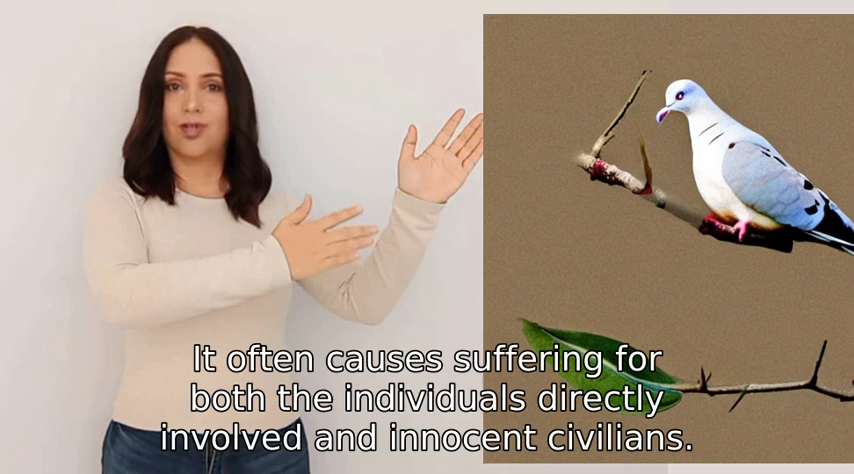 It often causes suffering for
both the individuals directly
involved and innocent civilians.